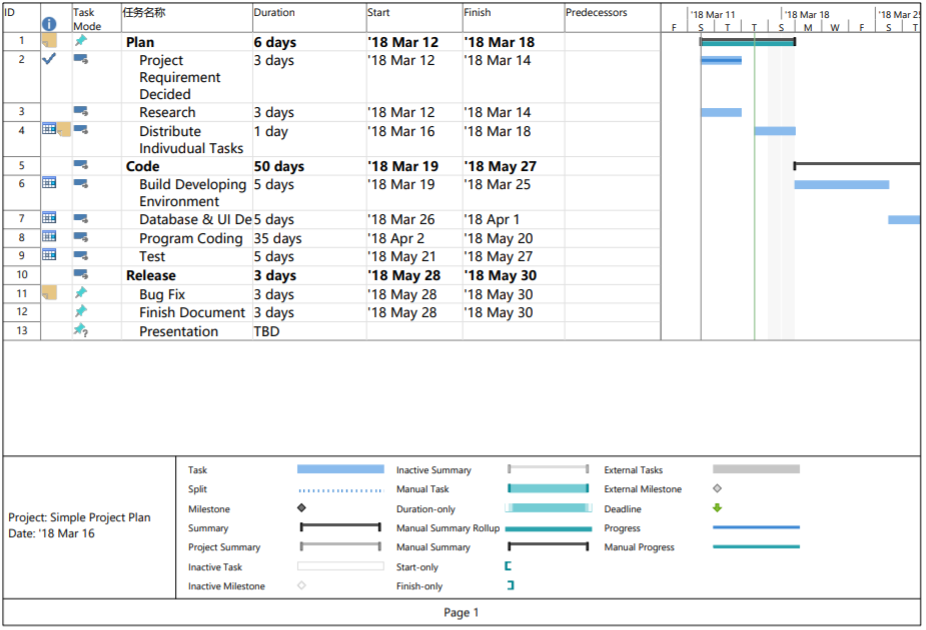 ID Task Mode 任务名称 Duration Start Finish Predecessors '18 Mar 11 '18 Mar 18 '18 Mar 25
F S T T S M W F S T
1 Plan 6 days '18 Mar 12 '18 Mar 18
2 Project Requirement Decided 3 days '18 Mar 12 '18 Mar 14
3 Research 3 days '18 Mar 12 '18 Mar 14
4 Distribute Indivudual Tasks 1 day '18 Mar 16 '18 Mar 18
5 Code 50 days '18 Mar 19 '18 May 27
6 Build Developing Environment 5 days '18 Mar 19 '18 Mar 25
7 Database & UI De 5 days '18 Mar 26 '18 Apr 1
8 Program Coding 35 days '18 Apr 2 '18 May 20
9 Test 5 days '18 May 21 '18 May 27
10 Release 3 days '18 May 28 '18 May 30
11 Bug Fix 3 days '18 May 28 '18 May 30
12 Finish Document 3 days '18 May 28 '18 May 30
13 Presentation TBD
Project: Simple Project Plan
Date: '18 Mar 16
Task Inactive Summary External Tasks
Split Manual Task External Milestone
Milestone Duration-only Deadline
Summary Manual Summary Rollup Progress
Project Summary Manual Summary Manual Progress
Inactive Task Start-only
Inactive Milestone Finish-only
Page 1